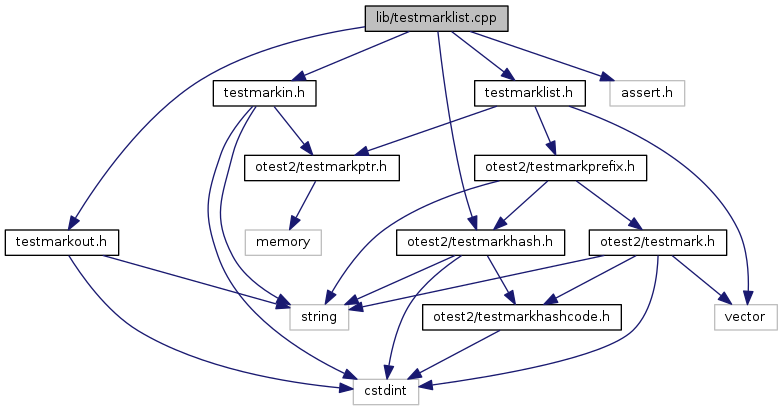 lib/testmarklist.cpp
testmarkin.h
testmarklist.h
assert.h
otest2/testmarkptr.h
otest2/testmarkprefix.h
testmarkout.h
memory
otest2/testmarkhash.h
otest2/testmark.h
string
otest2/testmarkhashcode.h
vector
cstdint